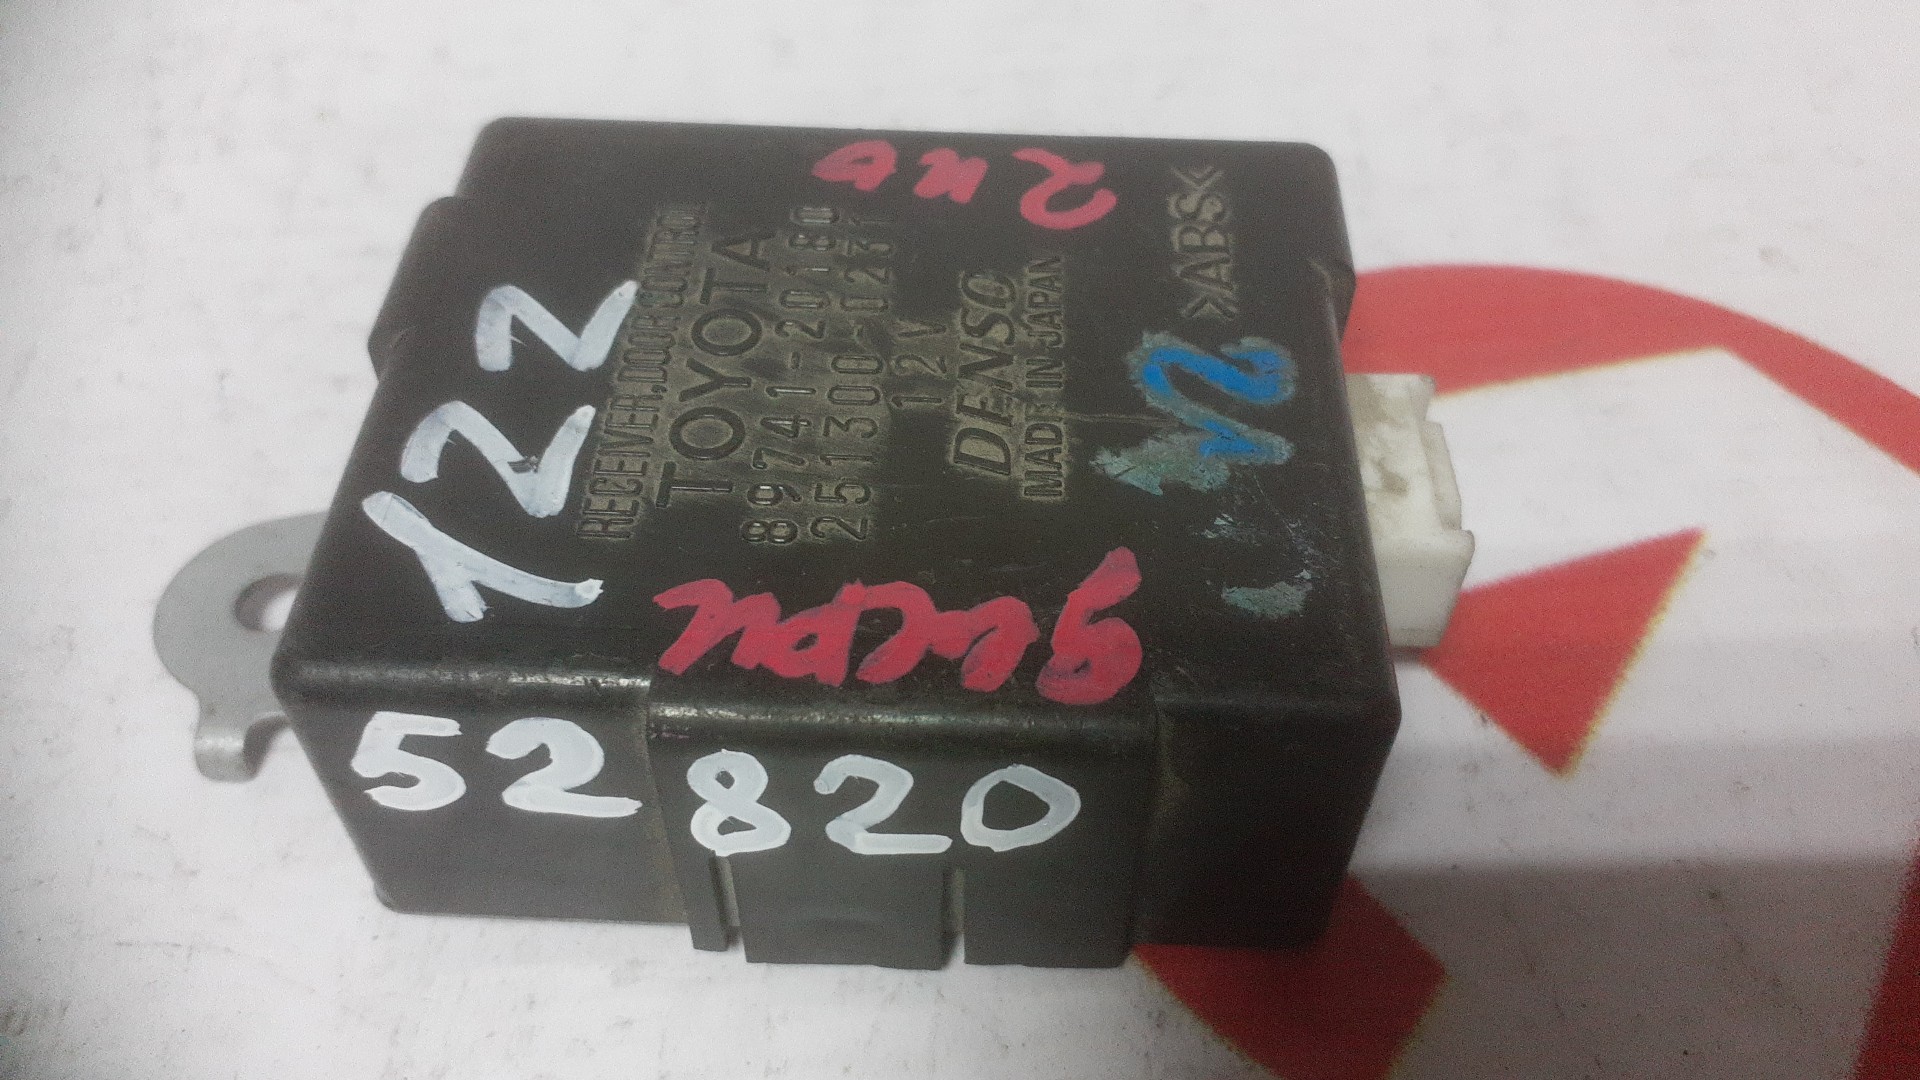 RECEIVER,DOOR CONTROL
TOYOTA
89741-20180
251300-0231
12V
DENSO
MADE IN JAPAN
>ABS<
122
52820